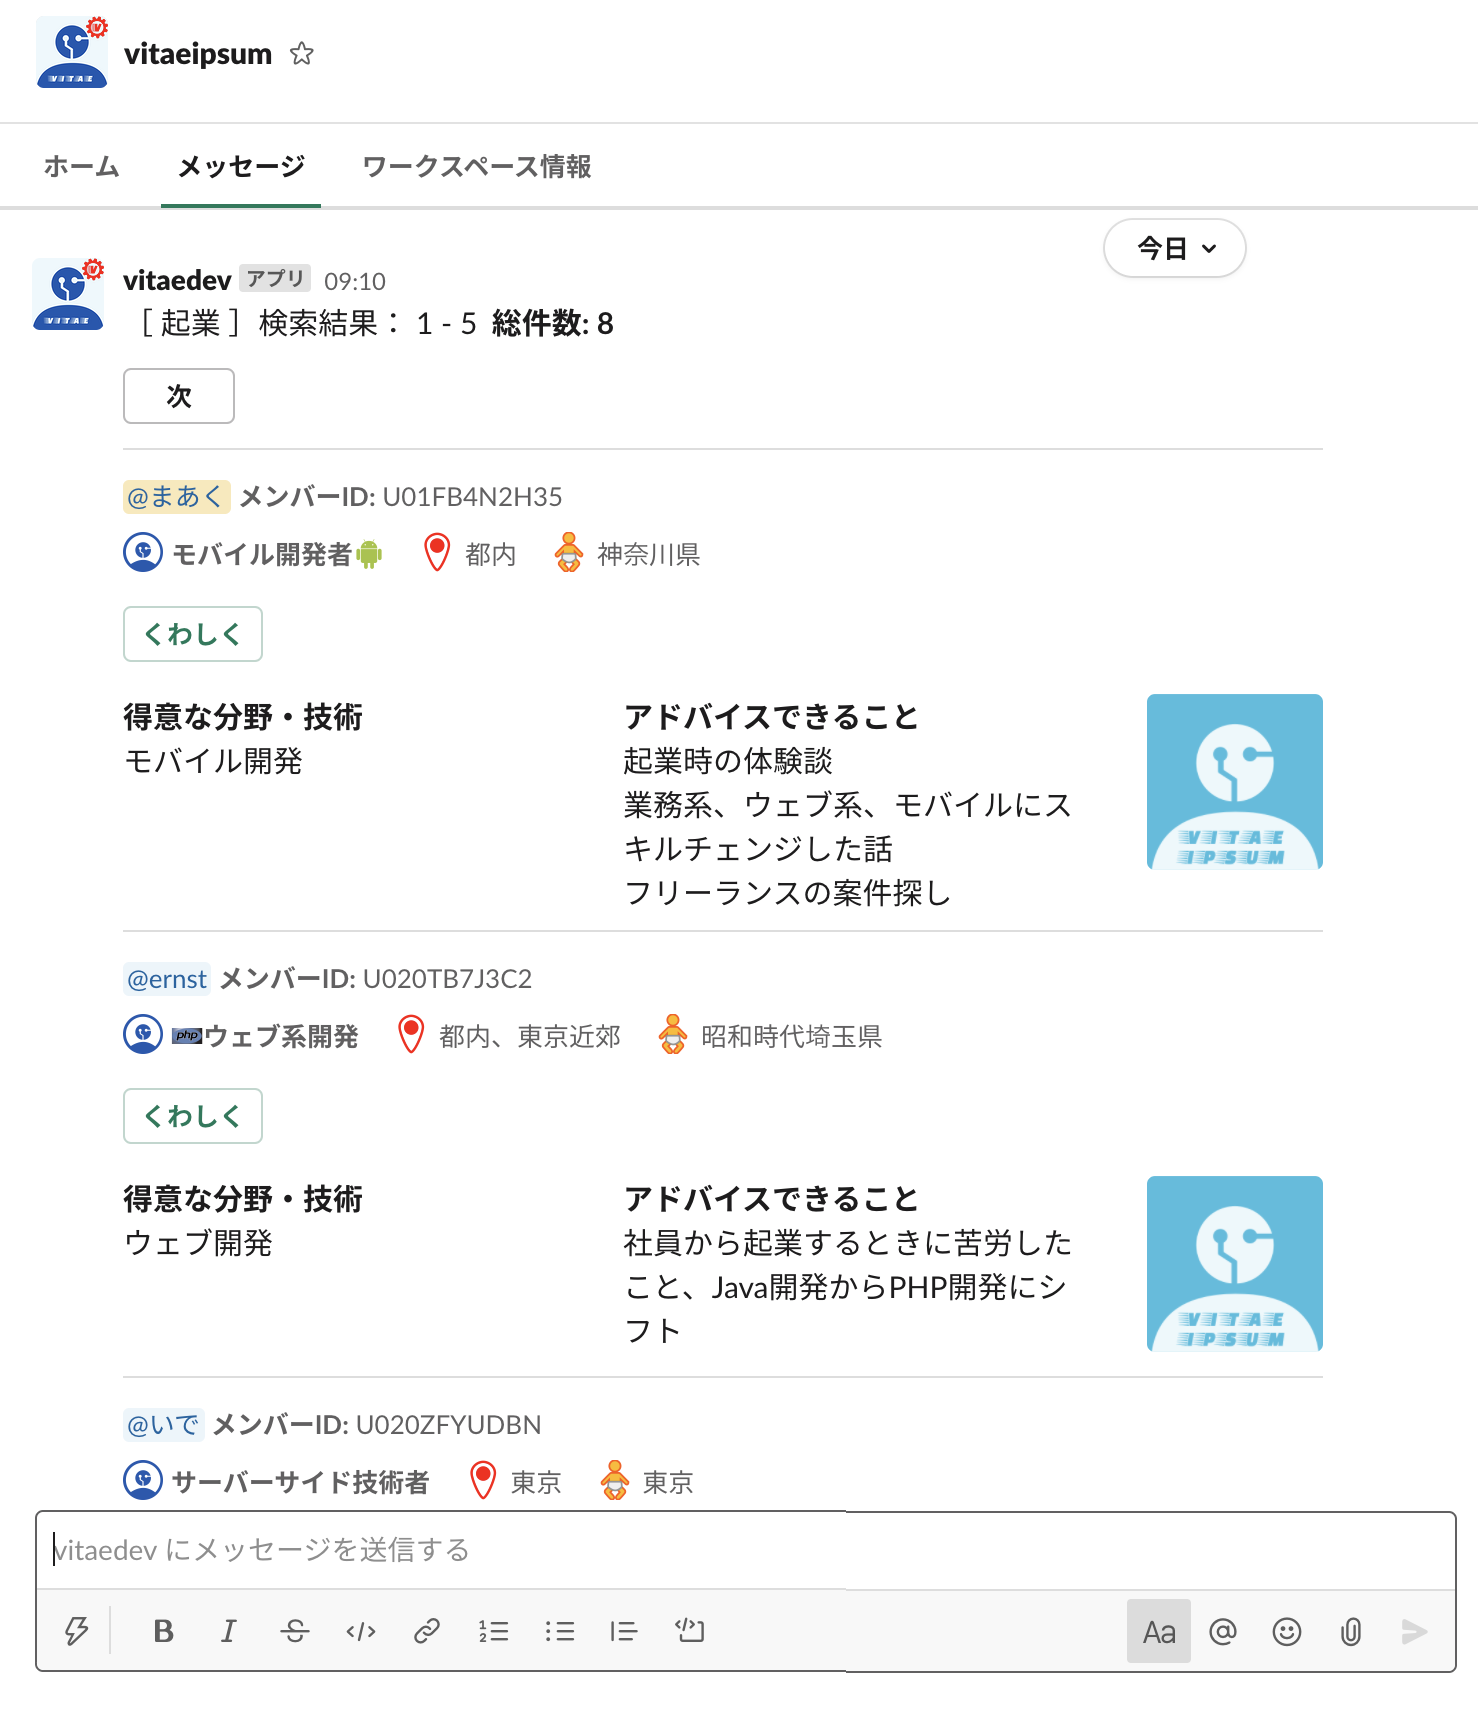 VITAE
vitaeipsum
ホーム メッセージ ワークスペース情報
今日
VITAE
vitaedev アプリ 09:10
［ 起業 ］ 検索結果： 1 - 5 総件数: 8
次
@まあく メンバーID: U01FB4N2H35
モバイル開発者 都内 神奈川県
くわしく
得意な分野・技術
モバイル開発
アドバイスできること
起業時の体験談
業務系、ウェブ系、モバイルにス
キルチェンジした話
フリーランスの案件探し
VITAE
IPSUM
@ernst メンバーID: U020TB7J3C2
php ウェブ系開発 都内、東京近郊 昭和時代埼玉県
くわしく
得意な分野・技術
ウェブ開発
アドバイスできること
社員から起業するときに苦労した
こと、Java開発からPHP開発にシ
フト
VITAE
IPSUM
@いで メンバーID: U020ZFYUDBN
サーバーサイド技術者 東京 東京
vitaedev にメッセージを送信する
B I S </> Aa @